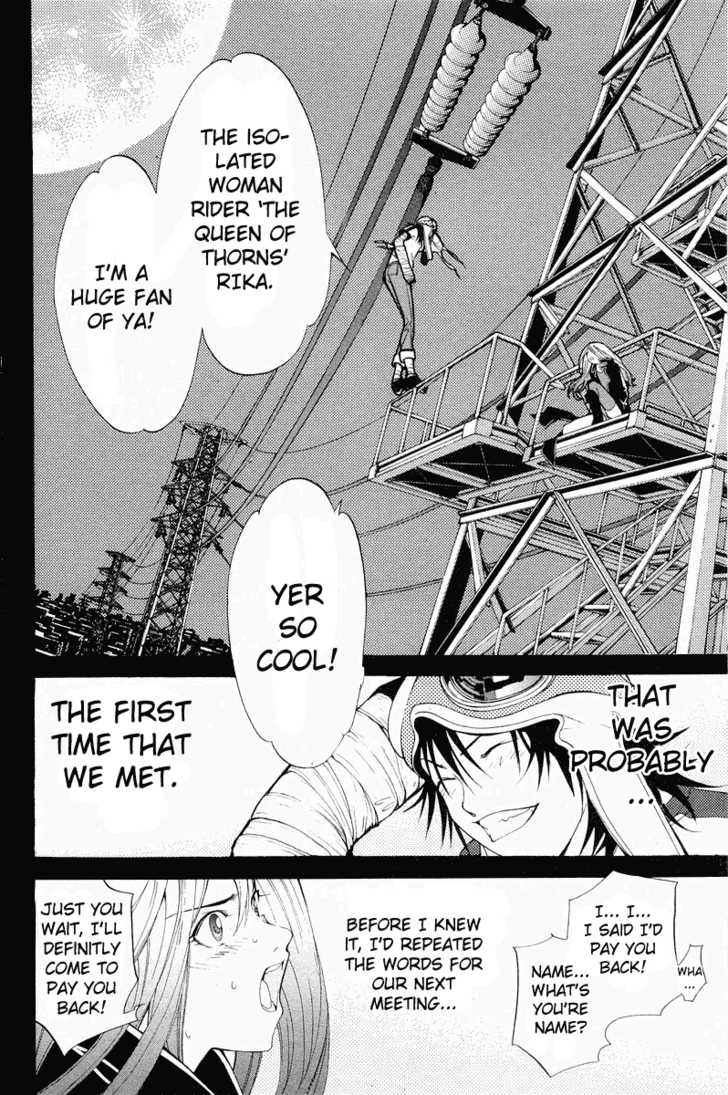 THE ISO-
LATED
WOMAN
RIDER 'THE
QUEEN OF
THORNS'
RIKA.
I'M A
HUGE FAN
OF YA!
YER
SO
COOL!
THAT
WAS
PROBABLY
...
THE FIRST
TIME THAT
WE MET.
WHA
...
I... I...
I SAID I'D
PAY YOU
BACK!
NAME...
WHAT'S
YOU'RE
NAME?
BEFORE I KNEW
IT, I'D REPEATED
THE WORDS FOR
OUR NEXT
MEETING...
JUST YOU
WAIT, I'LL
DEFINITLY
COME TO
PAY YOU
BACK!